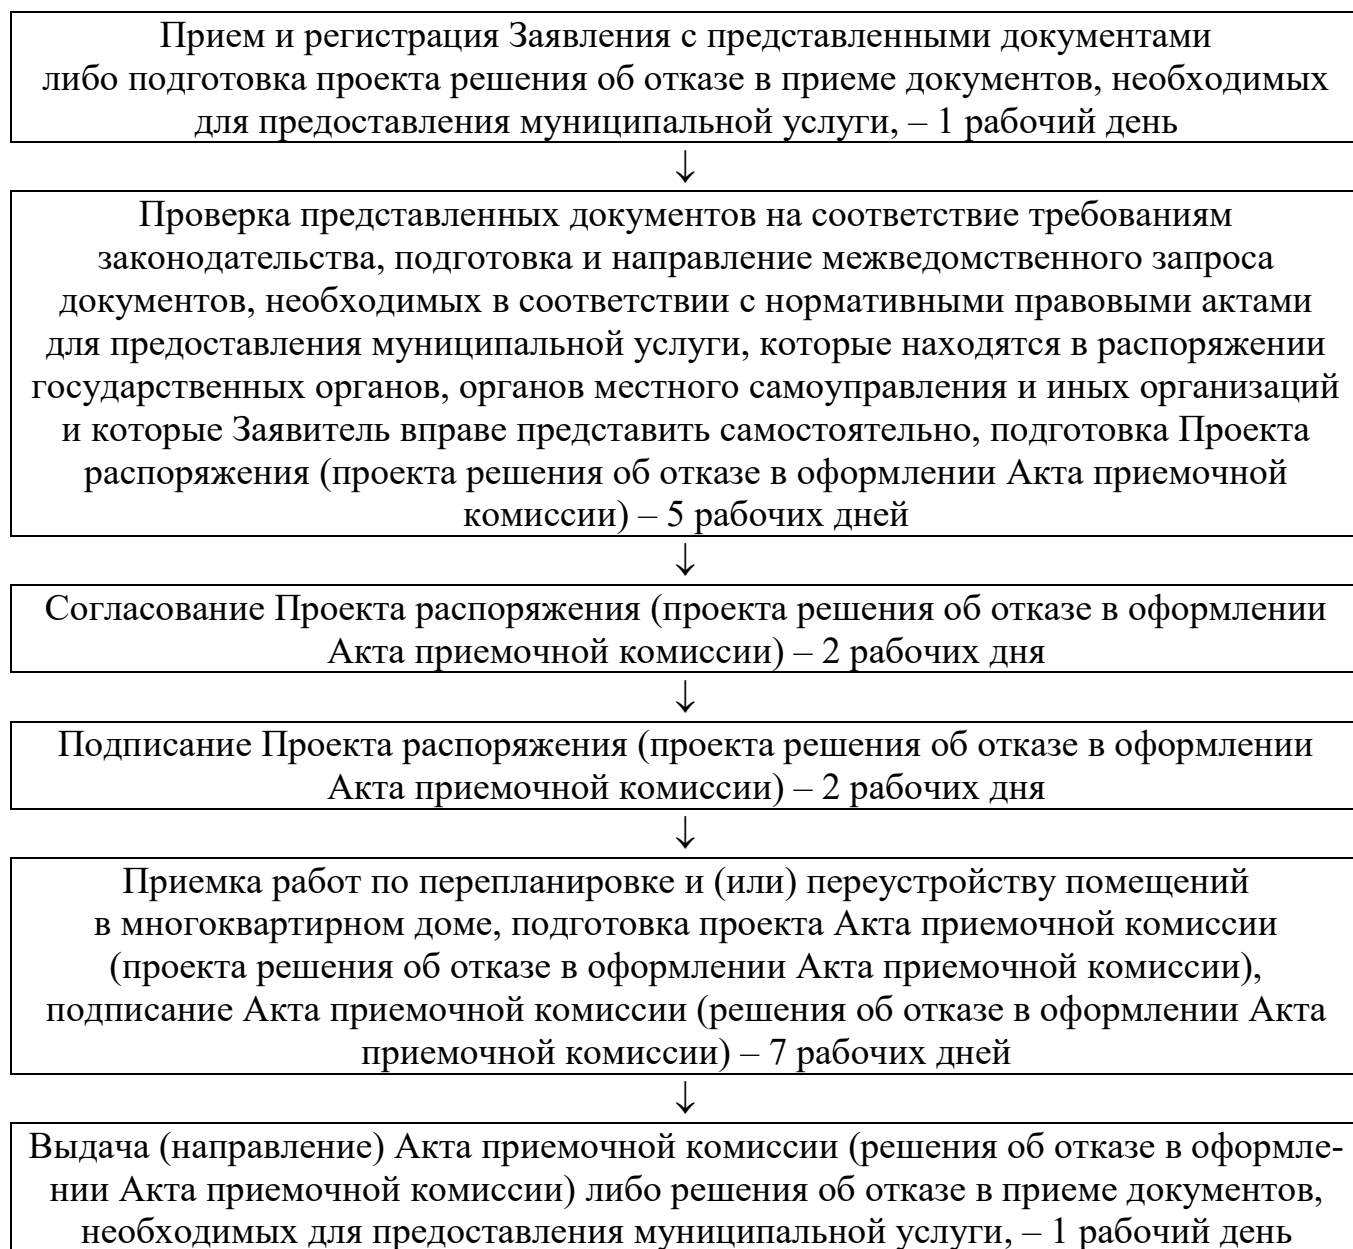 Прием и регистрация Заявления с представленными документами
либо подготовка проекта решения об отказе в приеме документов, необходимых
для предоставления муниципальной услуги, – 1 рабочий день
↓
Проверка представленных документов на соответствие требованиям
законодательства, подготовка и направление межведомственного запроса
документов, необходимых в соответствии с нормативными правовыми актами
для предоставления муниципальной услуги, которые находятся в распоряжении
государственных органов, органов местного самоуправления и иных организаций
и которые Заявитель вправе представить самостоятельно, подготовка Проекта
распоряжения (проекта решения об отказе в оформлении Акта приемочной
комиссии) – 5 рабочих дней
↓
Согласование Проекта распоряжения (проекта решения об отказе в оформлении
Акта приемочной комиссии) – 2 рабочих дня
↓
Подписание Проекта распоряжения (проекта решения об отказе в оформлении
Акта приемочной комиссии) – 2 рабочих дня
↓
Приемка работ по перепланировке и (или) переустройству помещений
в многоквартирном доме, подготовка проекта Акта приемочной комиссии
(проекта решения об отказе в оформлении Акта приемочной комиссии),
подписание Акта приемочной комиссии (решения об отказе в оформлении Акта
приемочной комиссии) – 7 рабочих дней
↓
Выдача (направление) Акта приемочной комиссии (решения об отказе в оформле-
нии Акта приемочной комиссии) либо решения об отказе в приеме документов,
необходимых для предоставления муниципальной услуги, – 1 рабочий день